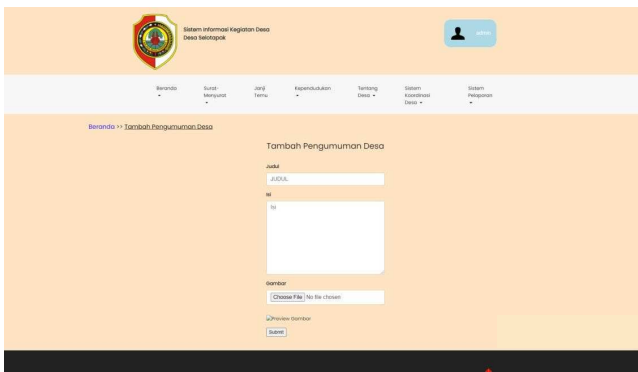 Sistem Informasi Kegiatan Desa
Desa Selotapak
admin
Beranda
Surat-
Menyurat
Janji
Temu
Kependudukan
Tentang
Desa
Sistem
Koordinasi
Desa
Sistem
Pelaporan
Beranda >> Tambah Pengumuman Desa
Tambah Pengumuman Desa
Judul
JUDUL
Isi
Isi
Gambar
Choose File No file chosen
Preview Gambar
Submit